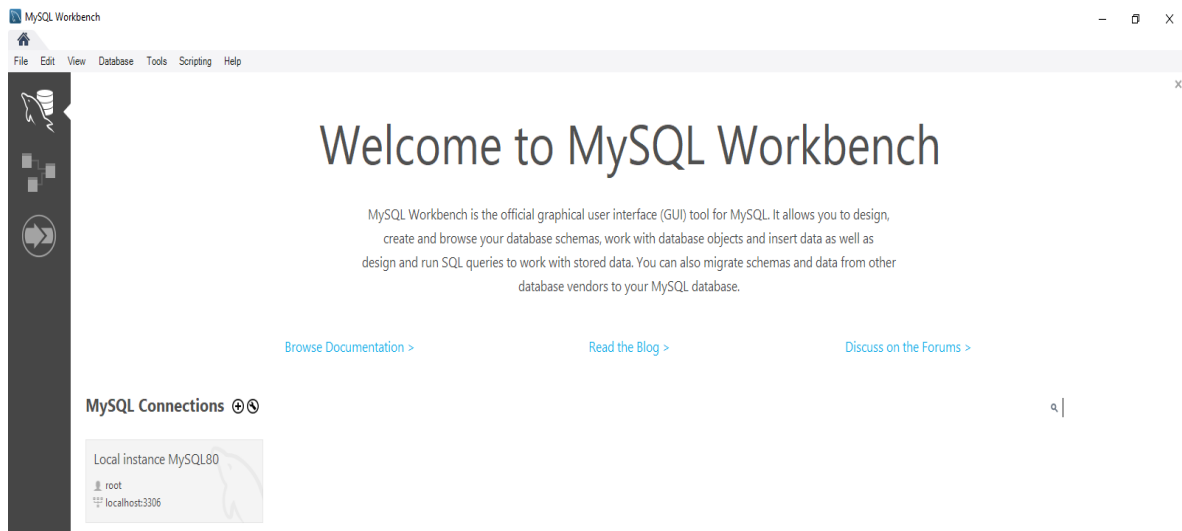 MySQL Workbench
File Edit View Database Tools Scripting Help
Welcome to MySQL Workbench
MySQL Workbench is the official graphical user interface (GUI) tool for MySQL. It allows you to design,
create and browse your database schemas, work with database objects and insert data as well as
design and run SQL queries to work with stored data. You can also migrate schemas and data from other
database vendors to your MySQL database.
Browse Documentation > Read the Blog > Discuss on the Forums >
MySQL Connections
Local instance MySQL80
root
localhost:3306